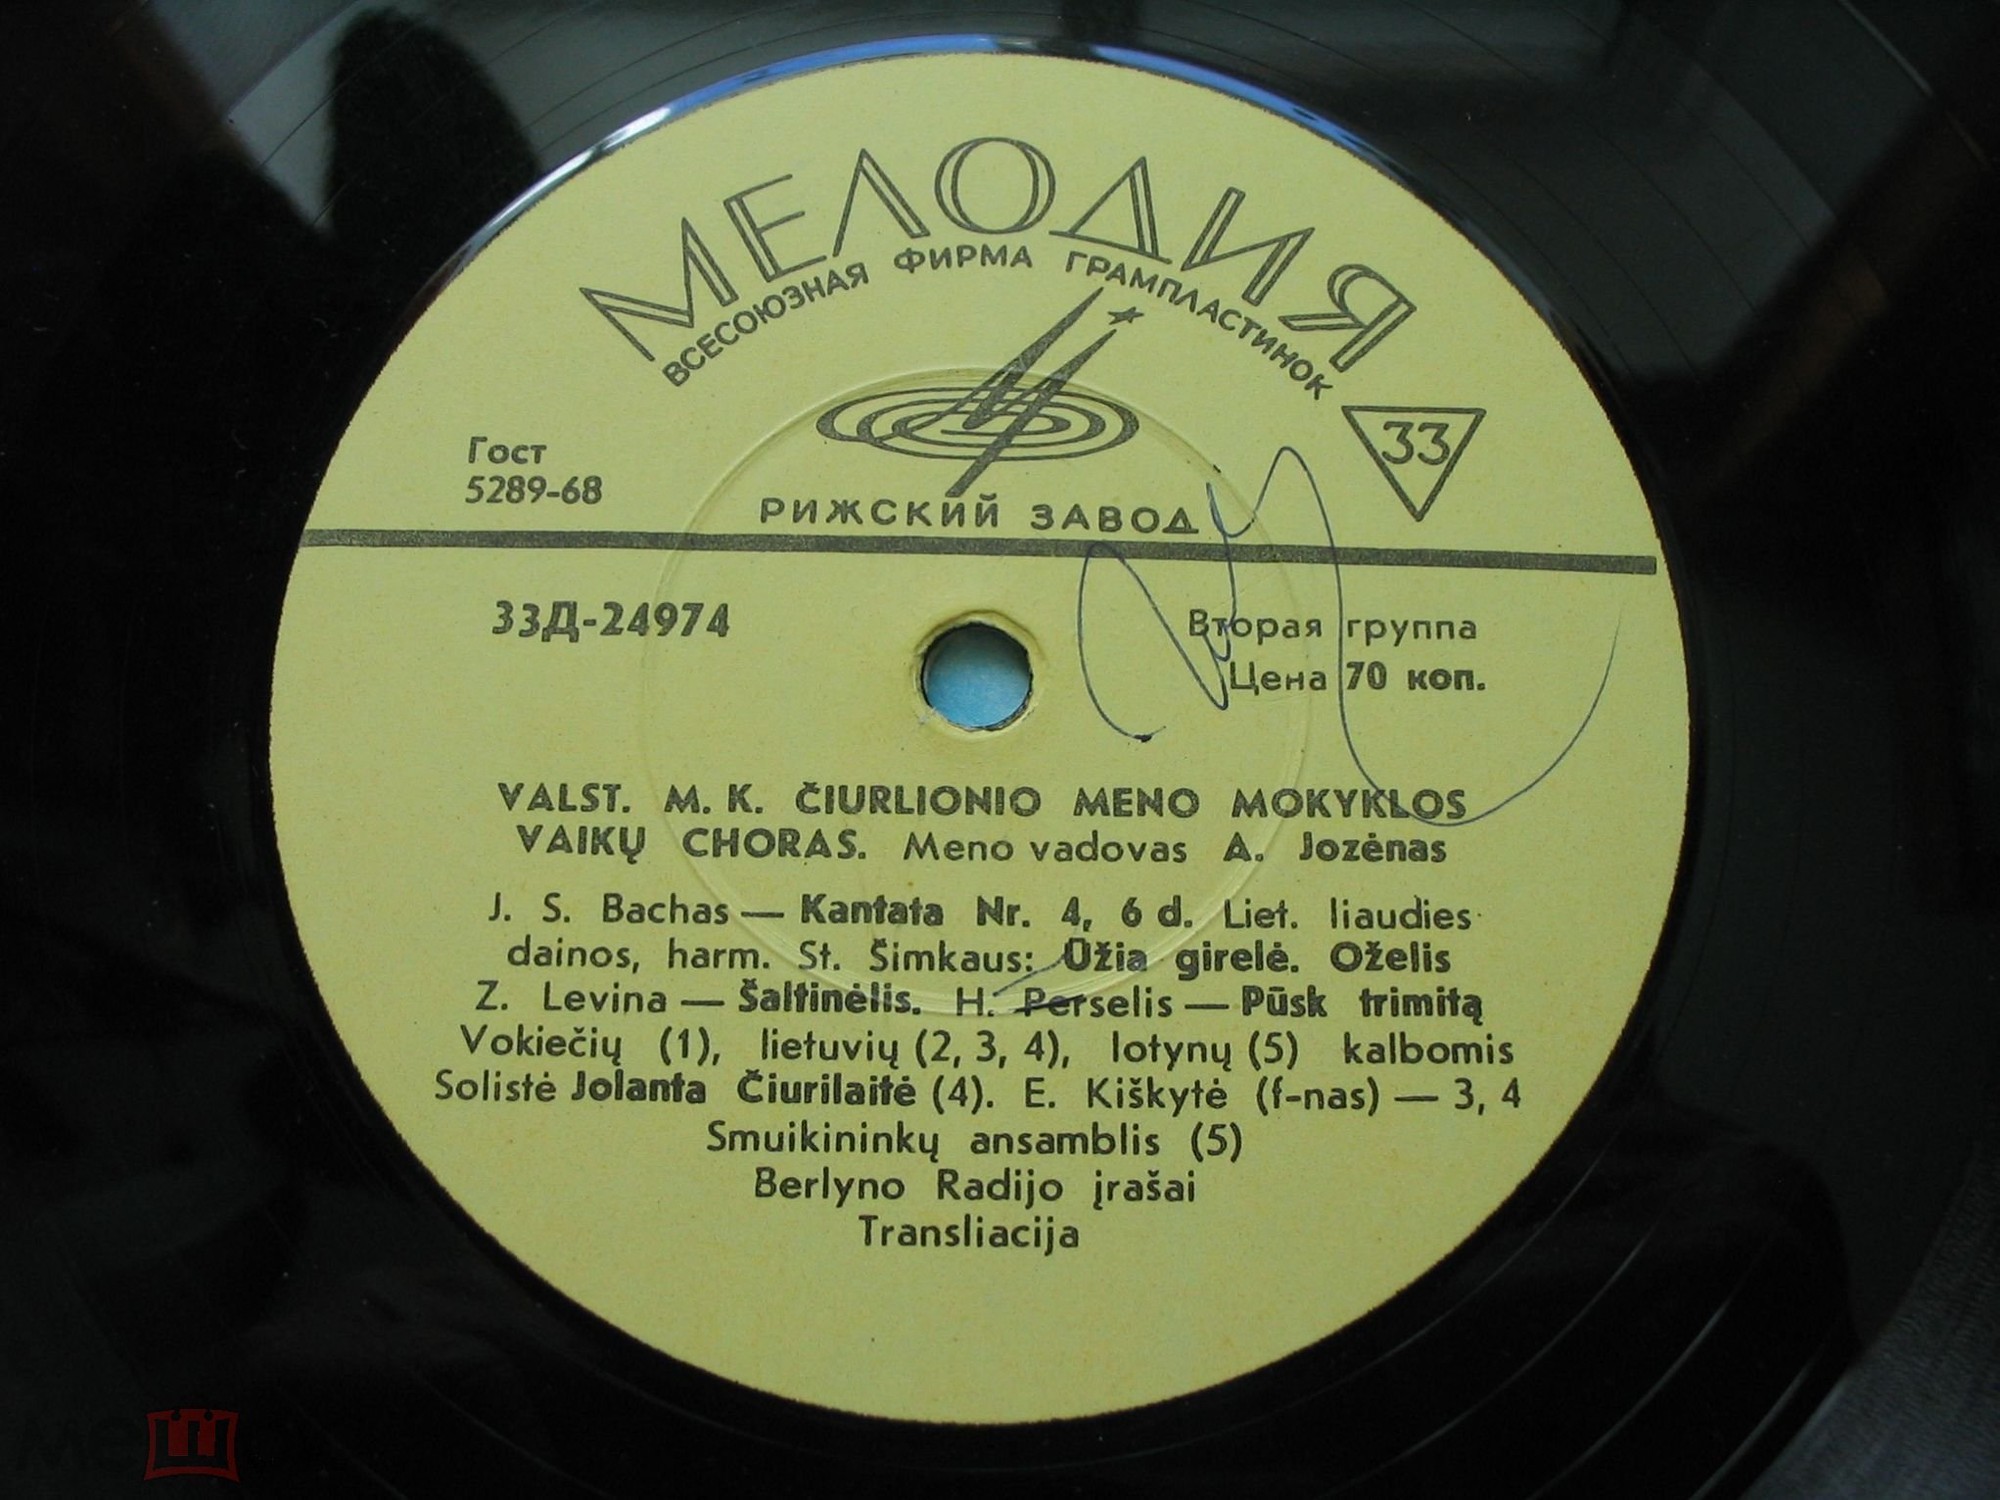 МЕЛОДИЯ
ВСЕСОЮЗНАЯ ФИРМА ГРАМПЛАСТИНОК
33
Гост
5289-68
РИЖСКИЙ ЗАВОД
33Д-24974
Вторая группа
Цена 70 коп.
VALST. M. K. ČIURLIONIO MENO MOKYKLOS
VAIKŲ CHORAS. Meno vadovas A. Jozėnas
J. S. Bachas — Kantata Nr. 4, 6 d. Liet. liaudies
dainos, harm. St. Šimkaus: Ūžia girelė. Oželis
Z. Levina — Šaltinėlis. H. Perselis — Pūsk trimitą
Vokiečių (1), lietuvių (2, 3, 4), lotynų (5) kalbomis
Solistė Jolanta Čiurilaitė (4). E. Kiškytė (f-nas) — 3, 4
Smuikininkų ansamblis (5)
Berlyno Radijo įrašai
Transliacija